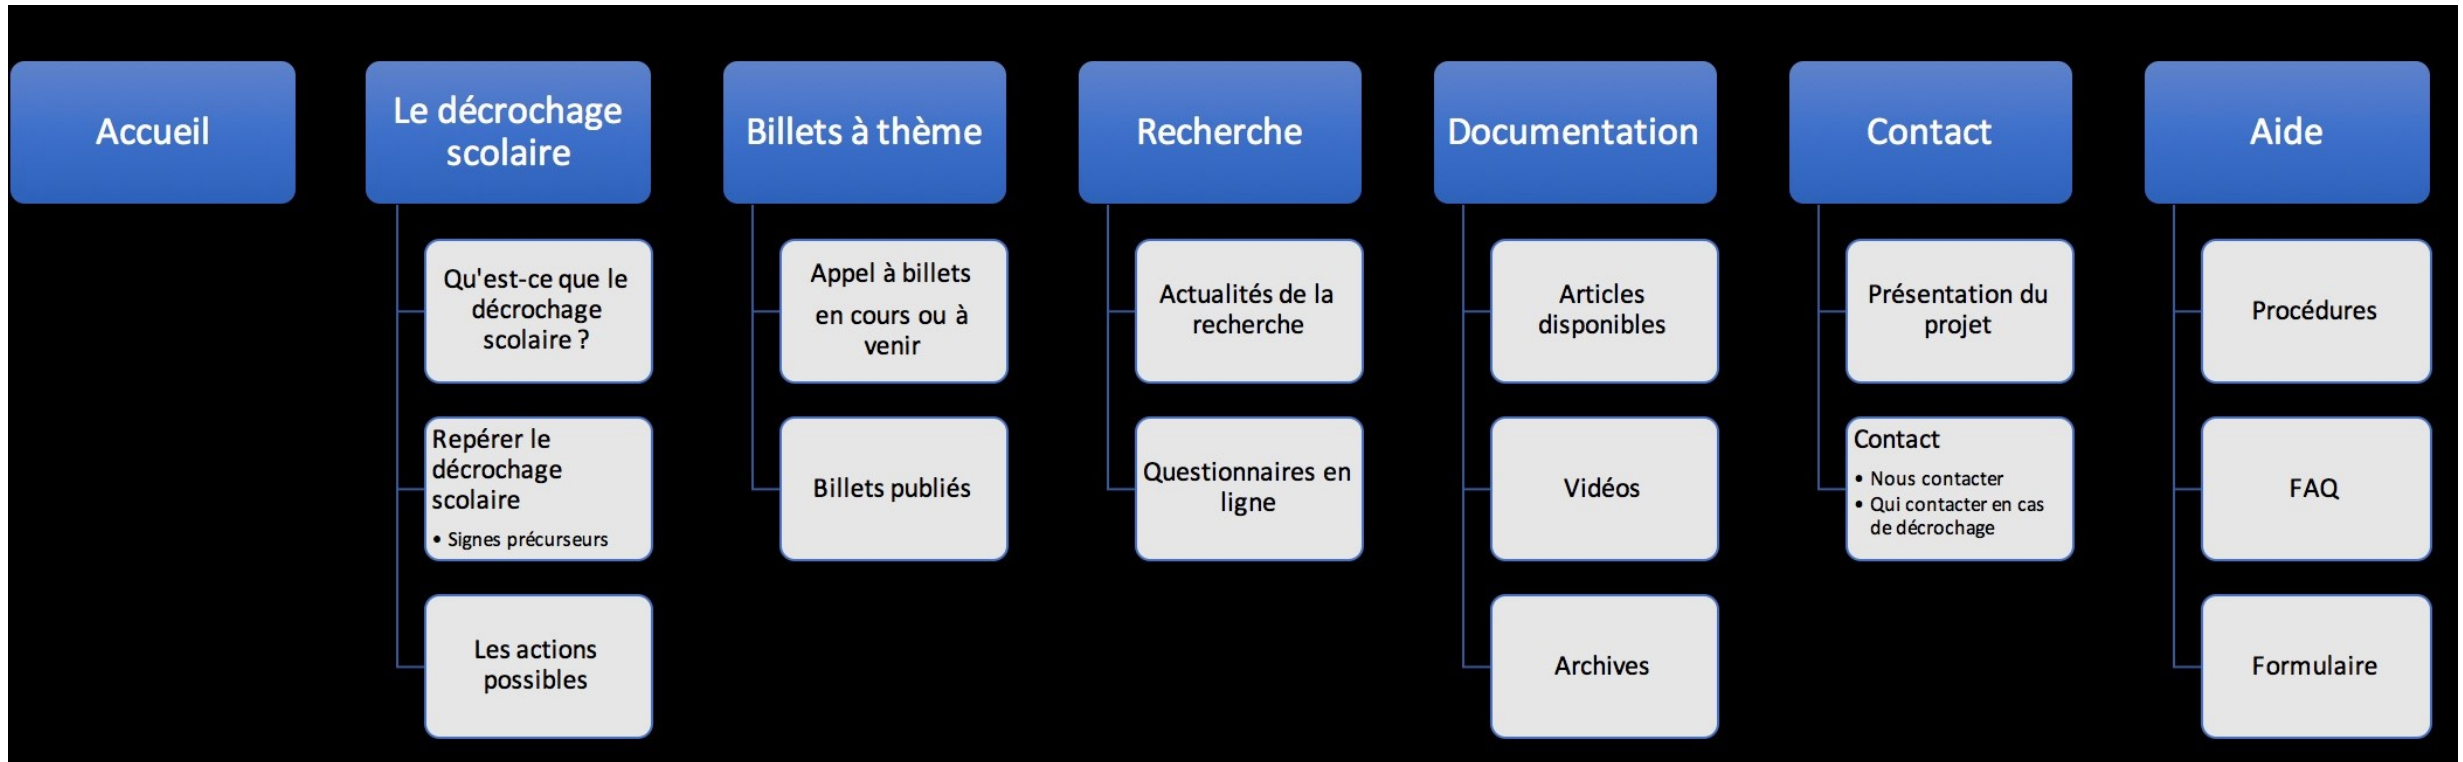 Accueil
Le décrochage
scolaire
Qu'est-ce que le
décrochage
scolaire ?
Repérer le
décrochage
scolaire
• Signes précurseurs
Les actions
possibles
Billets à thème
Appel à billets
en cours ou à
venir
Billets publiés
Recherche
Actualités de la
recherche
Questionnaires en
ligne
Documentation
Articles
disponibles
Vidéos
Archives
Contact
Présentation du
projet
Contact
• Nous contacter
• Qui contacter en cas
de décrochage
Aide
Procédures
FAQ
Formulaire